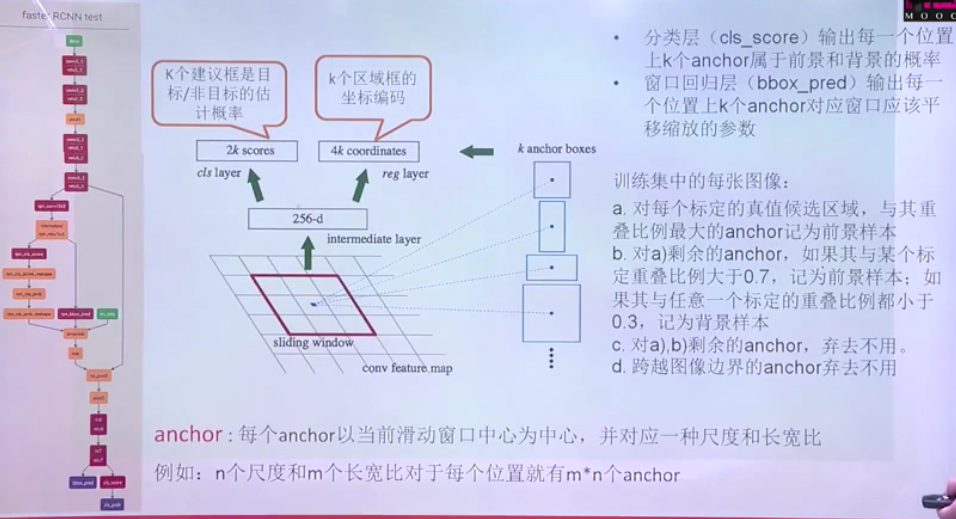 faster RCNN test
MOOC
K个建议框是目
标/非目标的估
计概率
k个区域框的
坐标编码
2k scores
4k coordinates
cls layer
reg layer
256-d
intermediate layer
sliding window
conv feature map
k anchor boxes
• 分类层（cls_score）输出每一个位置
上k个anchor属于前景和背景的概率
• 窗口回归层（bbox_pred）输出每一
个位置上k个anchor对应窗口应该平
移缩放的参数
训练集中的每张图像：
a. 对每个标定的真值候选区域，与其重
叠比例最大的anchor记为前景样本
b. 对a)剩余的anchor，如果其与某个标
定重叠比例大于0.7，记为前景样本；如
果其与任意一个标定的重叠比例都小于
0.3，记为背景样本
c. 对a),b)剩余的anchor，弃去不用。
d. 跨越图像边界的anchor弃去不用
anchor : 每个anchor以当前滑动窗口中心为中心，并对应一种尺度和长宽比
例如：n个尺度和m个长宽比对于每个位置就有m*n个anchor